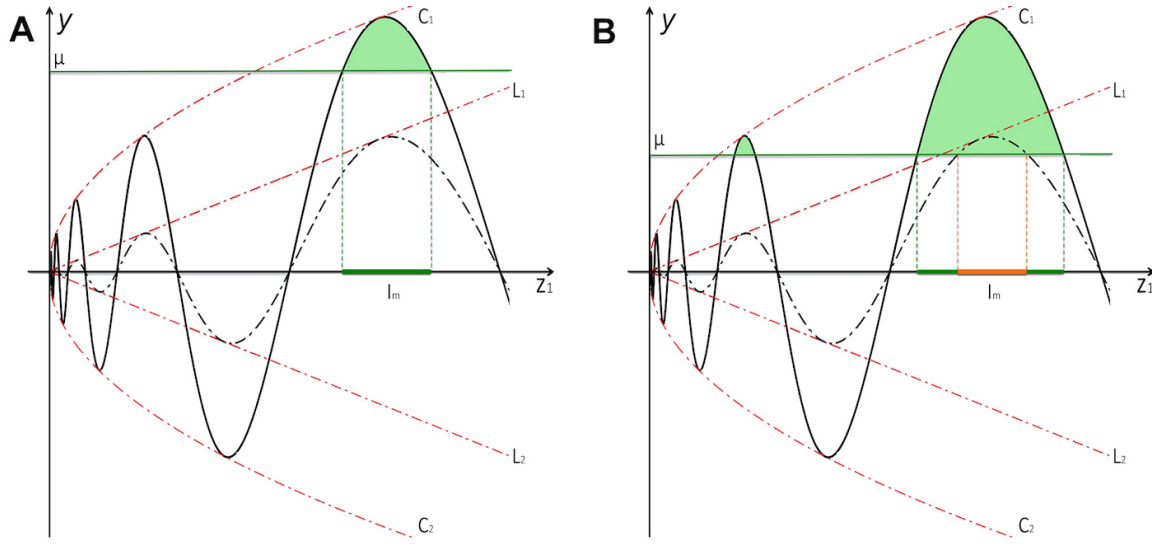 A
y
C₁
μ
L₁
z₁
Iₘ
L₂
C₂
B
y
C₁
μ
L₁
z₁
Iₘ
L₂
C₂